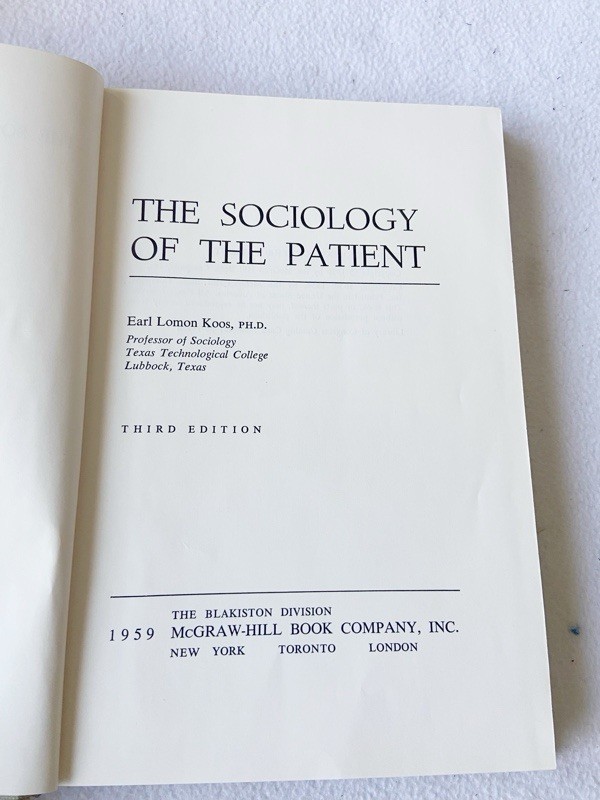 THE SOCIOLOGY
OF THE PATIENT
Earl Lomon Koos, PH.D.
Professor of Sociology
Texas Technological College
Lubbock, Texas
THIRD EDITION
THE BLAKISTON DIVISION
1959 McGRAW-HILL BOOK COMPANY, INC.
NEW YORK TORONTO LONDON